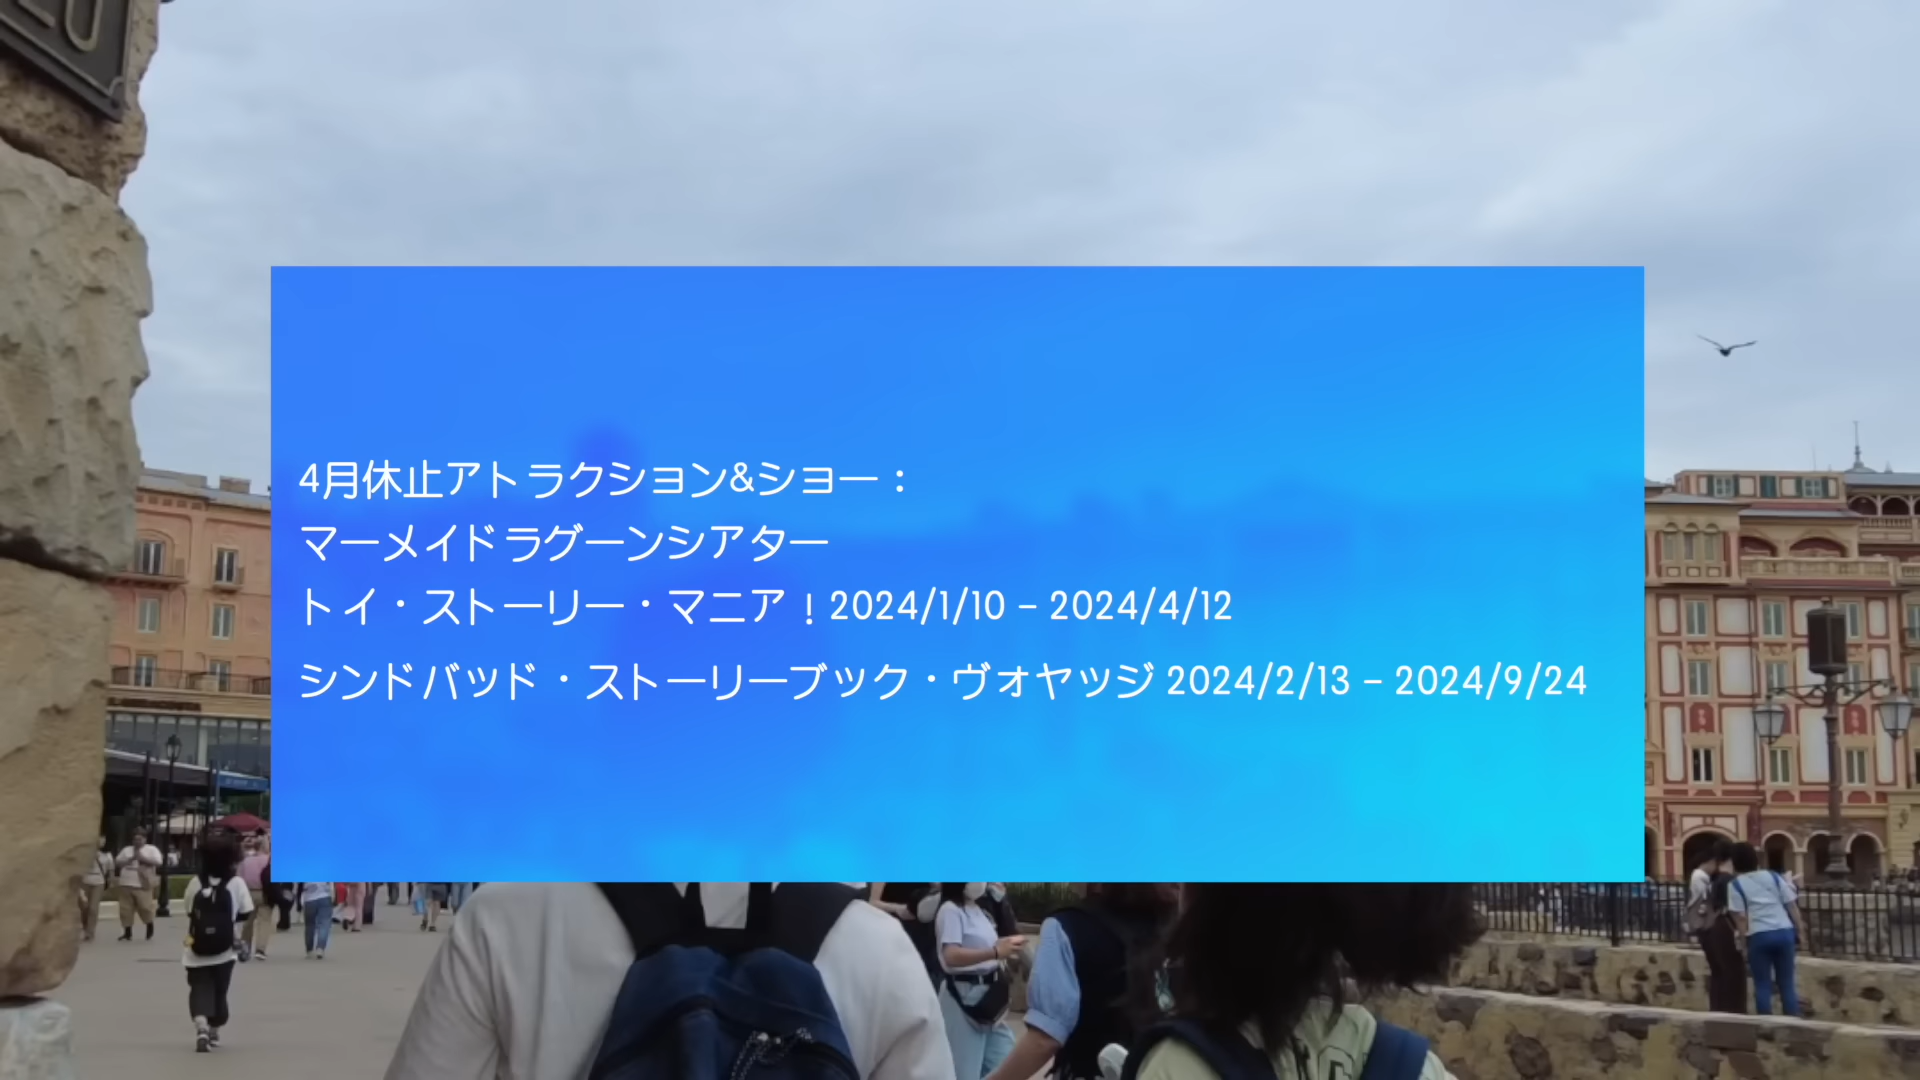 4月休止アトラクション&ショー：
マーメイドラグーンシアター
トイ・ストーリー・マニア！2024/1/10 – 2024/4/12
シンドバッド・ストーリーブック・ヴォヤッジ 2024/2/13 – 2024/9/24